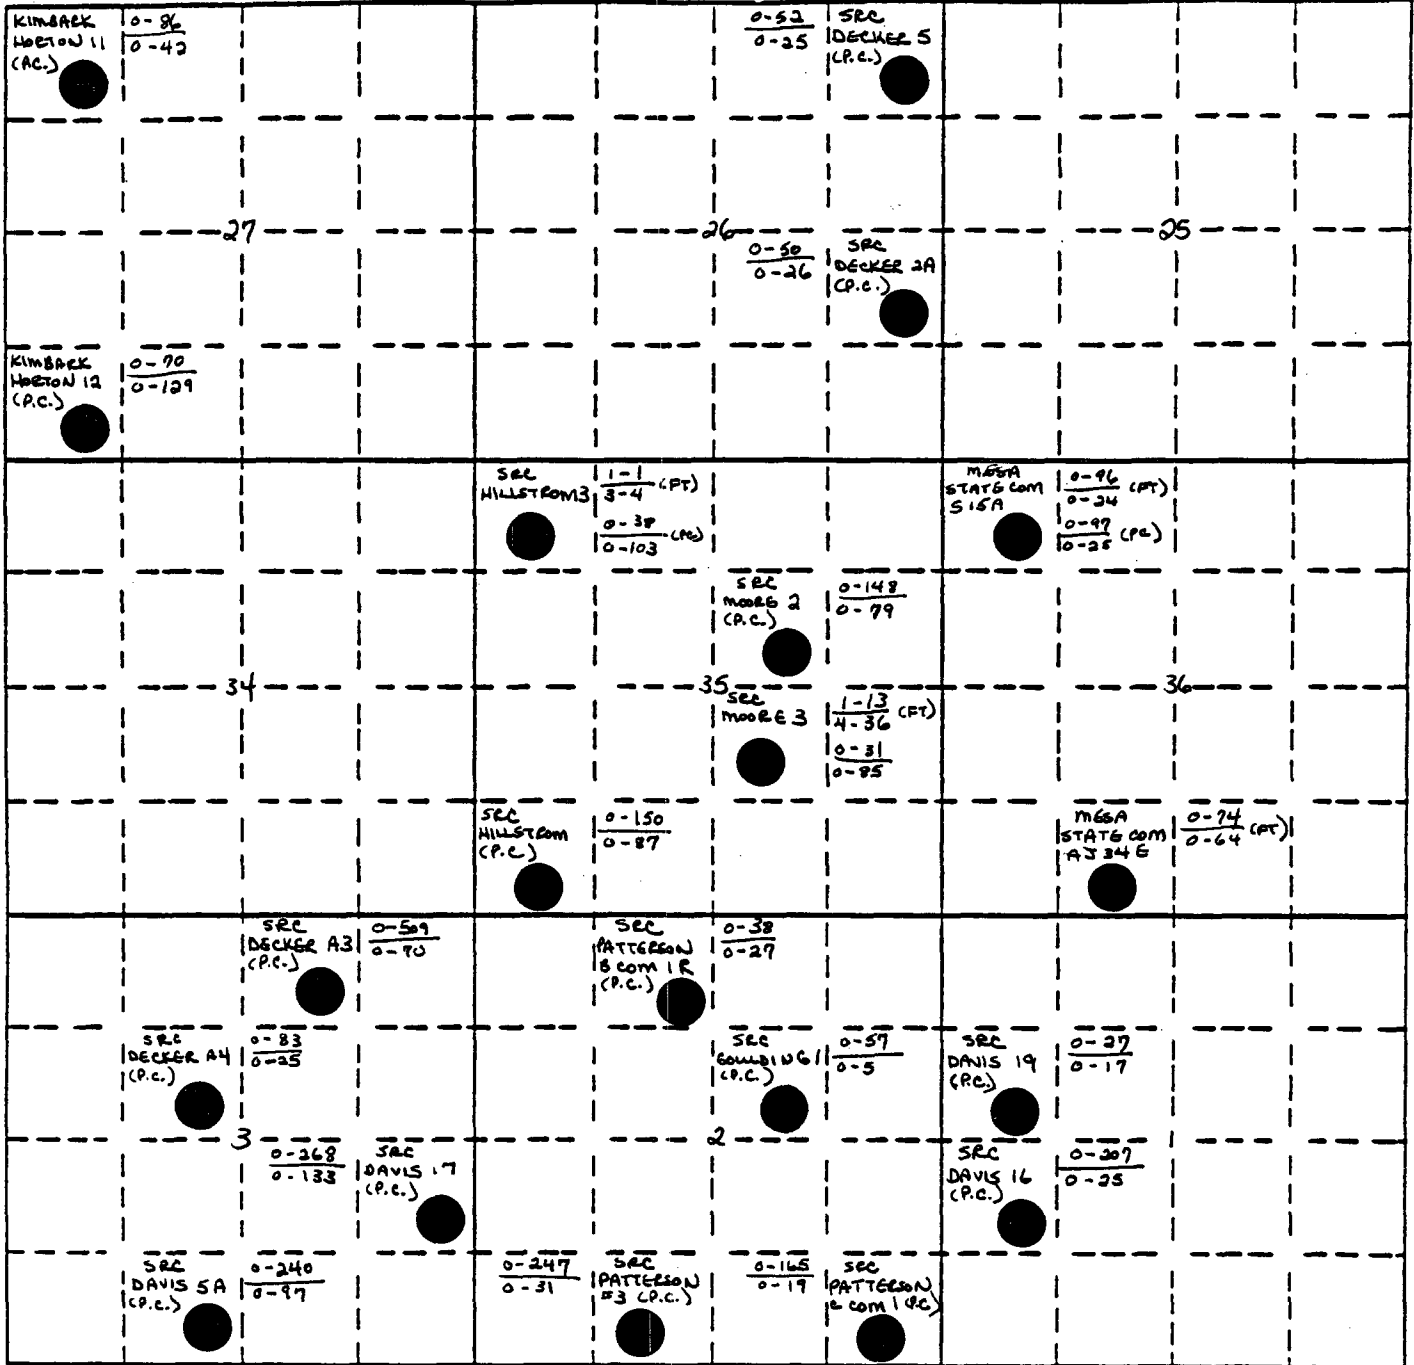 KIMBARK
HORTON 11
(P.C.)
0-86
0-42
0-52
0-25
SRC
DECKER 5
(P.C.)
27
26
25
0-50
0-26
SRC
DECKER 2A
(P.C.)
KIMBARK
HORTON 12
(P.C.)
0-70
0-129
SRC
HILLSTROM 3
1-1 (FT)
3-4
0-38 (PC)
0-103
MESA
STATE COM
S 15A
0-96 (FT)
0-24
0-97 (PC)
0-25
SRC
MOORE 2
(P.C.)
0-148
0-79
34
35
36
SRC
MOORE 3
1-13 (FT)
4-36
0-31
0-85
SRC
HILLSTROM
(P.C.)
0-150
0-87
MESA
STATE COM
AJ 34 E
0-74 (FT)
0-64
SRC
DECKER A3
(P.C.)
0-509
0-70
SRC
PATTERSON
B COM 1R
(P.C.)
0-38
0-27
SRC
DECKER A4
(P.C.)
0-83
0-25
SRC
GOULDING 1
(P.C.)
0-57
0-5
SRC
DAVIS 19
(P.C.)
0-27
0-17
3
2
0-268
0-133
SRC
DAVIS 17
(P.C.)
SRC
DAVIS 16
(P.C.)
0-207
0-25
SRC
DAVIS 5A
(P.C.)
0-240
0-97
0-247
0-31
SRC
PATTERSON
#3 (P.C.)
0-165
0-19
SRC
PATTERSON
C COM 1 (P.C)